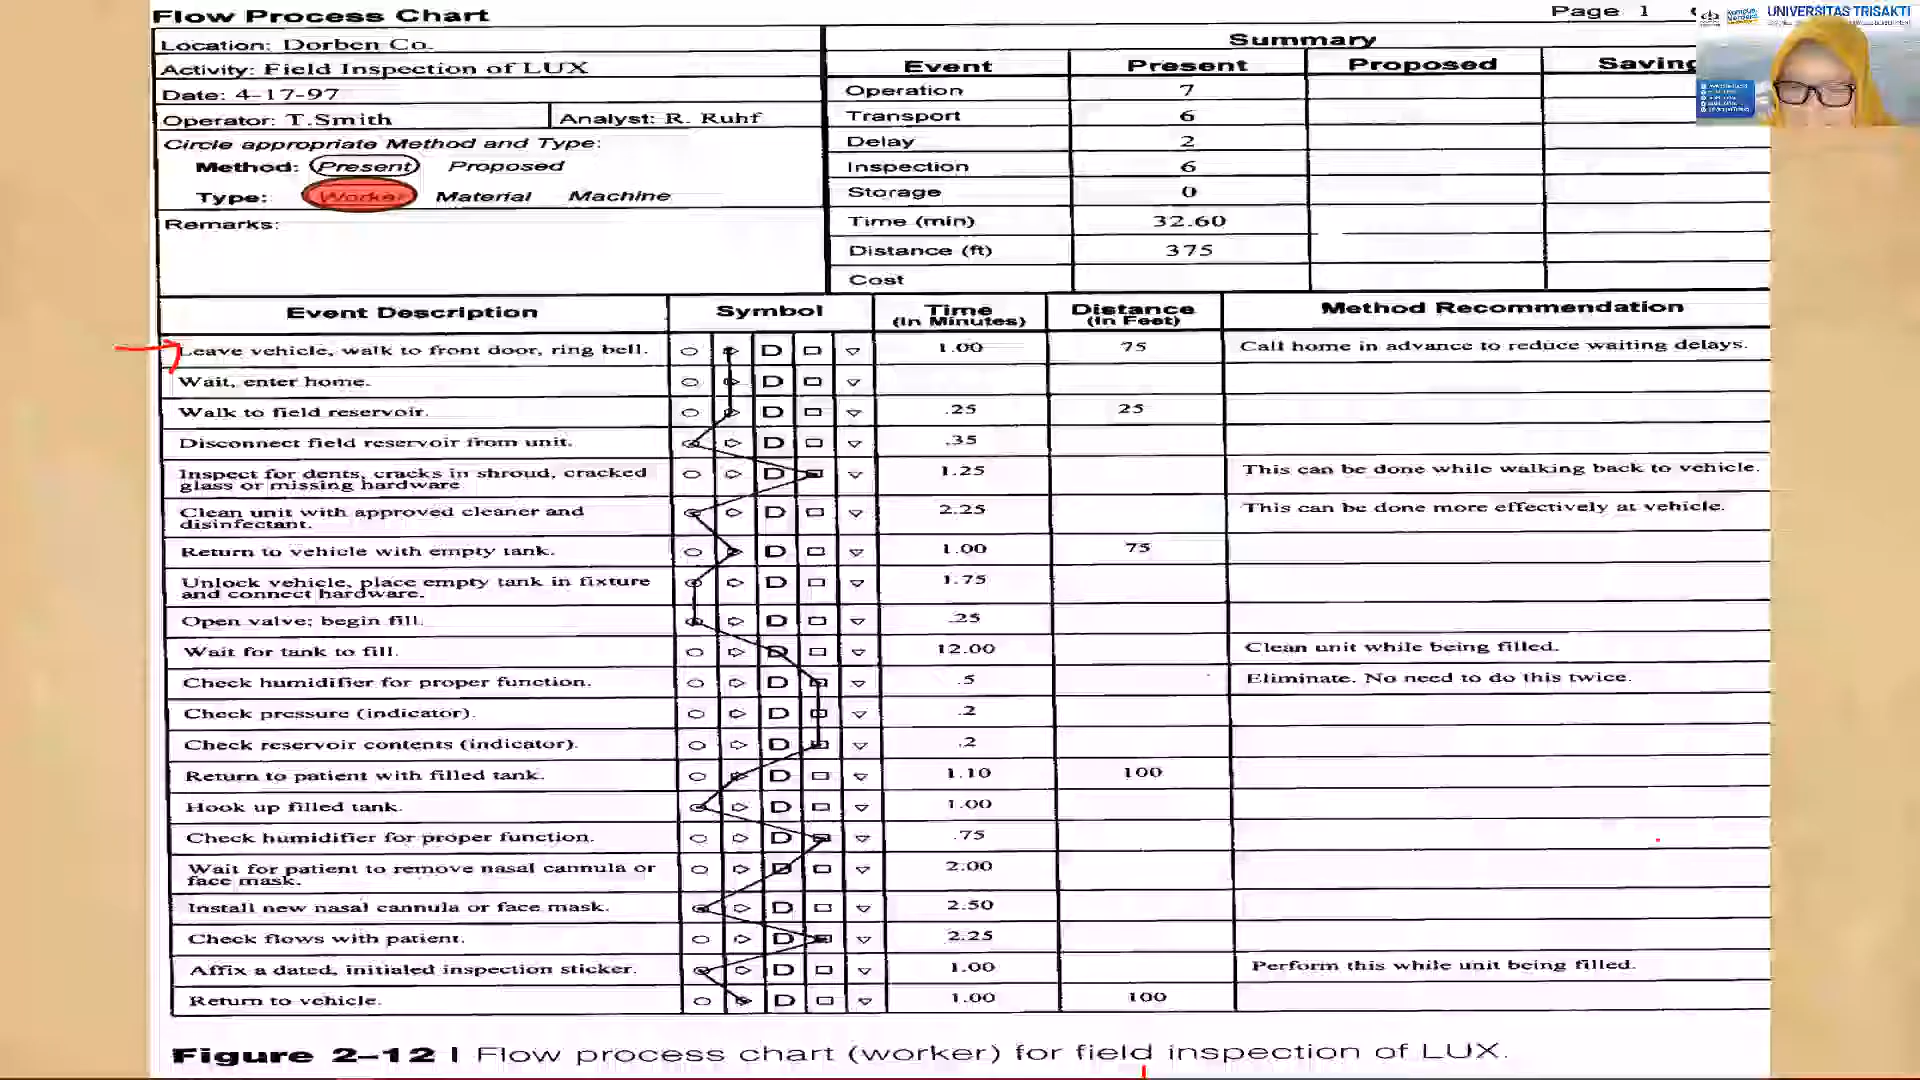 Flow Process Chart
Page 1
UNIVERSITAS TRISAKTI
Location: Dorben Co.
Summary
Activity: Field Inspection of LUX
Event Present Proposed Saving
Date: 4-17-97
Operation 7
Operator: T.Smith Analyst: R. Ruhf
Transport 6
Circle appropriate Method and Type:
Delay 2
Method: Present Proposed
Inspection 6
Type: Worker Material Machine
Storage 0
Remarks:
Time (min) 32.60
Distance (ft) 375
Cost
Event Description Symbol Time (In Minutes) Distance (In Feet) Method Recommendation
Leave vehicle, walk to front door, ring bell. D 1.00 75 Call home in advance to reduce waiting delays.
Wait, enter home. D
Walk to field reservoir. D .25 25
Disconnect field reservoir from unit. D .35
Inspect for dents, cracks in shroud, cracked D 1.25 This can be done while walking back to vehicle.
glass or missing hardware
Clean unit with approved cleaner and D 2.25 This can be done more effectively at vehicle.
disinfectant.
Return to vehicle with empty tank. D 1.00 75
Unlock vehicle, place empty tank in fixture D 1.75
and connect hardware.
Open valve; begin fill. D .25
Wait for tank to fill. D 12.00 Clean unit while being filled.
Check humidifier for proper function. D .5 Eliminate. No need to do this twice.
Check pressure (indicator). D .2
Check reservoir contents (indicator). D .2
Return to patient with filled tank. D 1.10 100
Hook up filled tank. D 1.00
Check humidifier for proper function. D .75
Wait for patient to remove nasal cannula or D 2.00
face mask.
Install new nasal cannula or face mask. D 2.50
Check flows with patient. D 2.25
Affix a dated, initialed inspection sticker. D 1.00 Perform this while unit being filled.
Return to vehicle. D 1.00 100
Figure 2–12 | Flow process chart (worker) for field inspection of LUX.